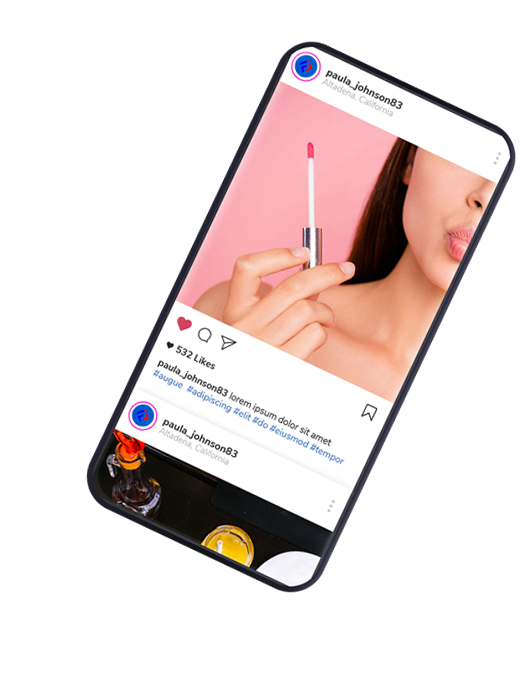 paula_johnson83
Altadena, California
532 Likes
paula_johnson83 lorem ipsum dolor sit amet
#augue #adipiscing #elit #do #eiusmod #tempor
paula_johnson83
Altadena, California